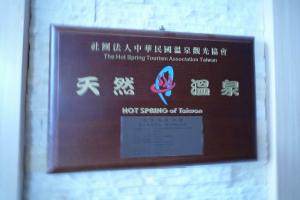 社團法人中華民國溫泉觀光協會
The Hot Spring Tourism Association Taiwan
天然 溫泉
HOT SPRING of Taiwan